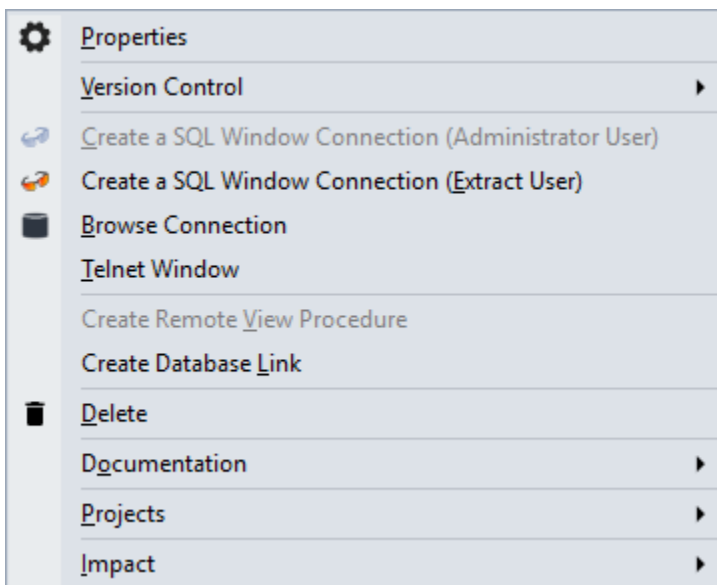 Properties
Version Control
Create a SQL Window Connection (Administrator User)
Create a SQL Window Connection (Extract User)
Browse Connection
Telnet Window
Create Remote View Procedure
Create Database Link
Delete
Documentation
Projects
Impact